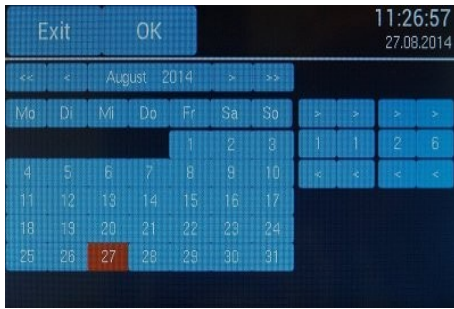 Exit OK 11:26:57
27.08.2014
<< < August 2014 > >>
Mo Di Mi Do Fr Sa So > > > >
1 2 3 1 1 2 6
4 5 6 7 8 9 10 < < < <
11 12 13 14 15 16 17
18 19 20 21 22 23 24
25 26 27 28 29 30 31